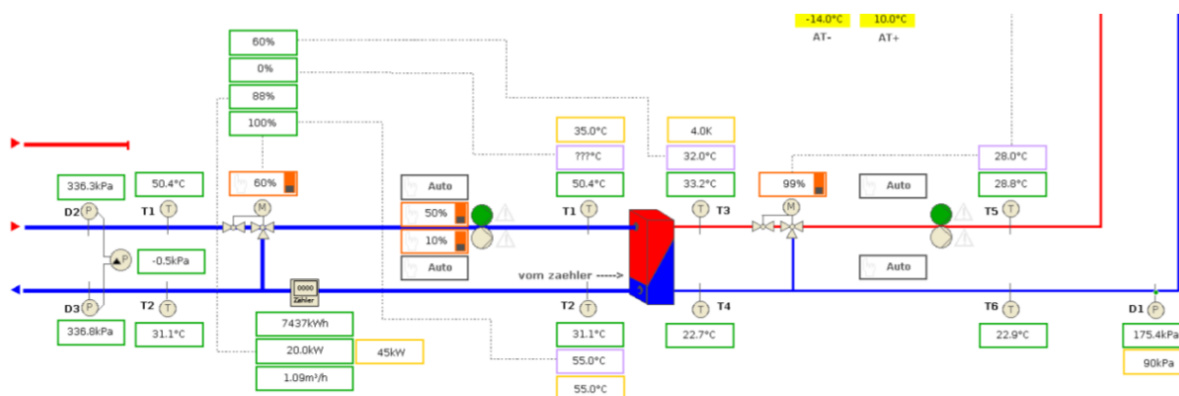 -14.0°C 10.0°C
AT- AT+
60%
0%
88%
100%
35.0°C 4.0K
???°C 32.0°C 28.0°C
336.3kPa 50.4°C 60% Auto 50.4°C 33.2°C 99% Auto 28.8°C
D2 P T1 T M 50% T1 T T T3 M T5 T
P -0.5kPa 10%
Auto vom zaehler ----> Auto
0000
Zähler
D3 P T2 T T2 T T T4 T6 T D1 P
336.8kPa 31.1°C 7437kWh 31.1°C 22.7°C 22.9°C 175.4kPa
20.0kW 45kW 55.0°C 90kPa
1.09m³/h 55.0°C